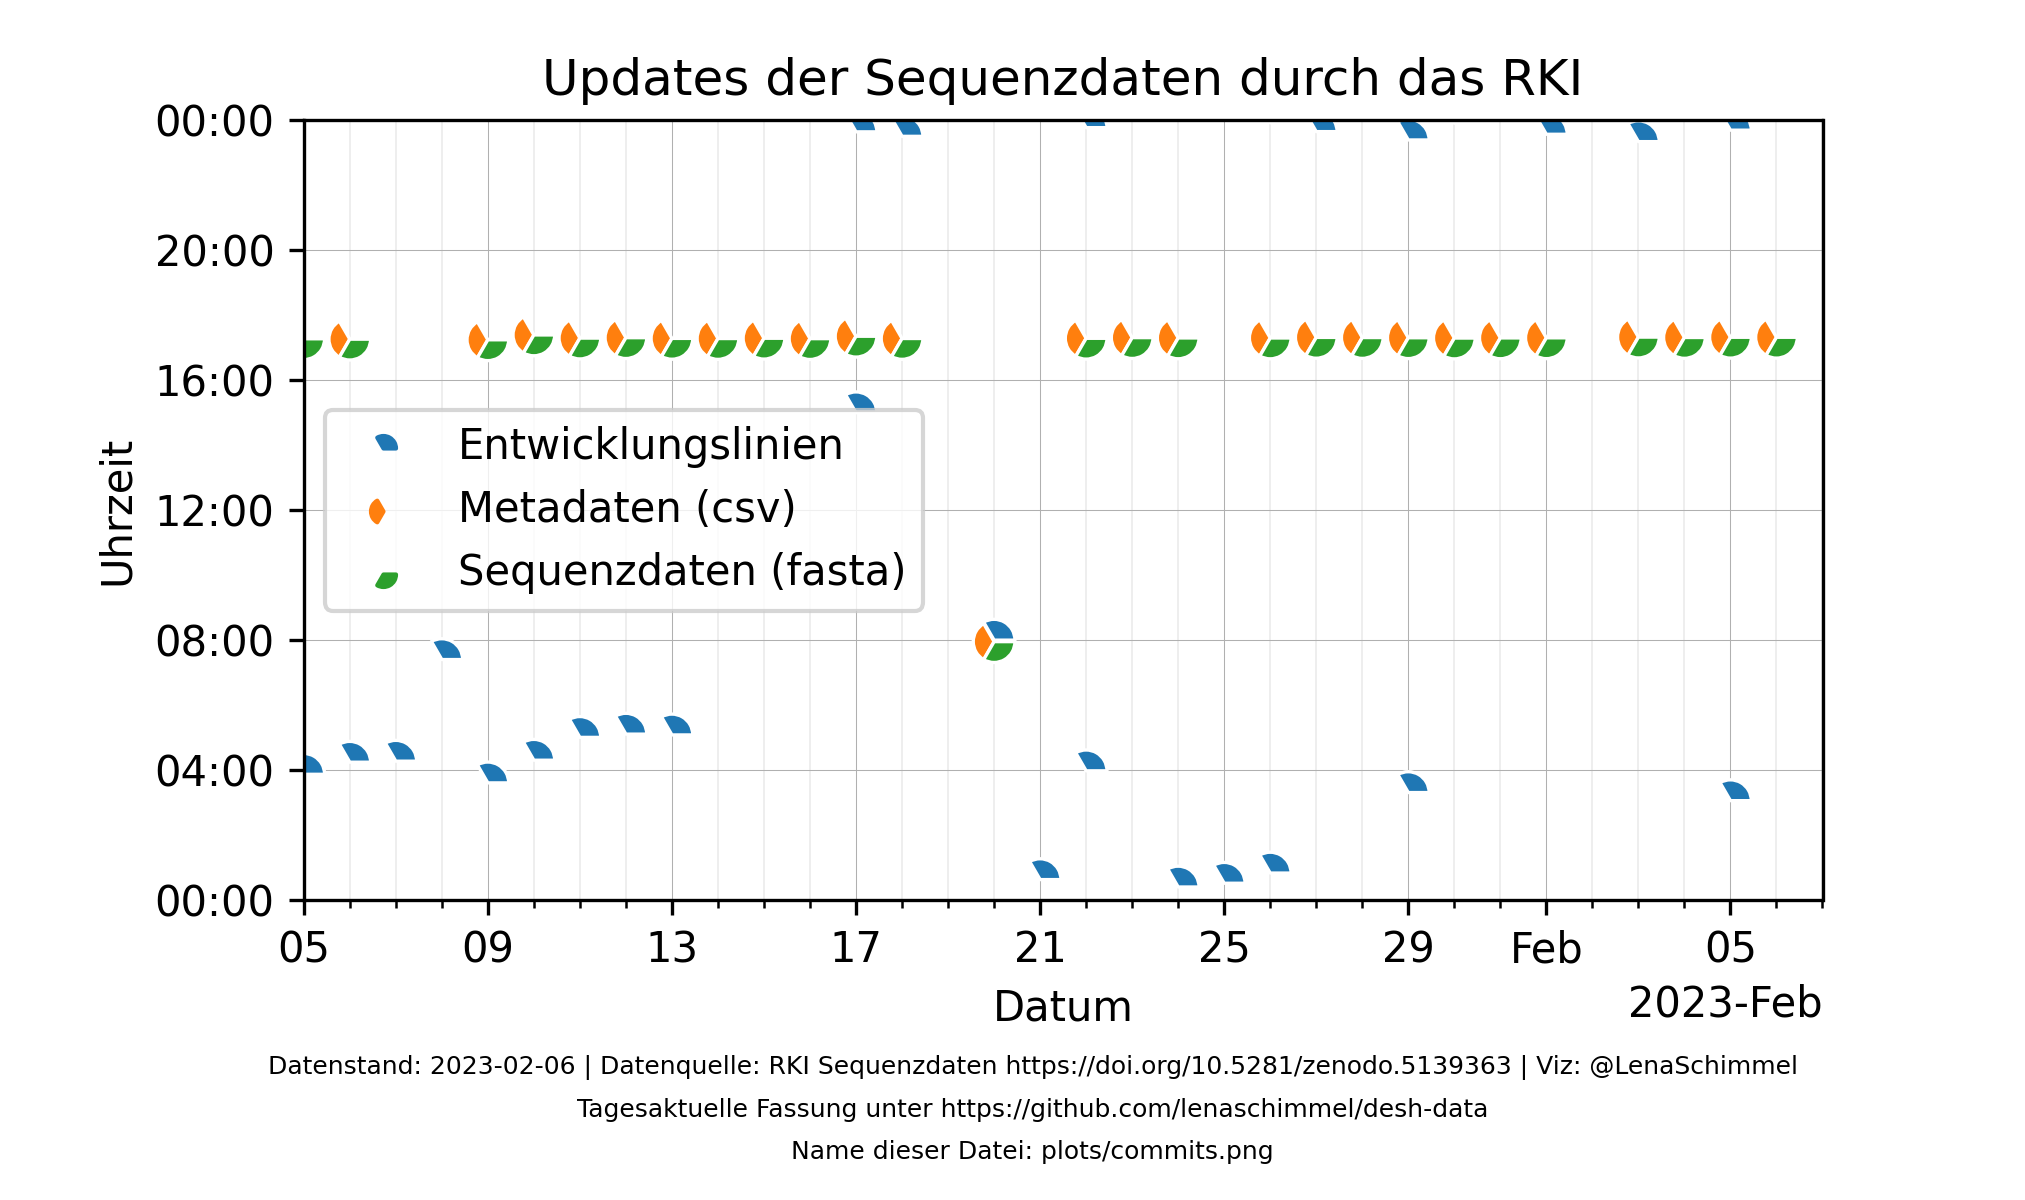 Updates der Sequenzdaten durch das RKI
00:00
20:00
16:00
12:00
08:00
04:00
00:00
Uhrzeit
Entwicklungslinien
Metadaten (csv)
Sequenzdaten (fasta)
05 09 13 17 21 25 29 Feb 05
Datum
2023-Feb
Datenstand: 2023-02-06 | Datenquelle: RKI Sequenzdaten https://doi.org/10.5281/zenodo.5139363 | Viz: @LenaSchimmel
Tagesaktuelle Fassung unter https://github.com/lenaschimmel/desh-data
Name dieser Datei: plots/commits.png